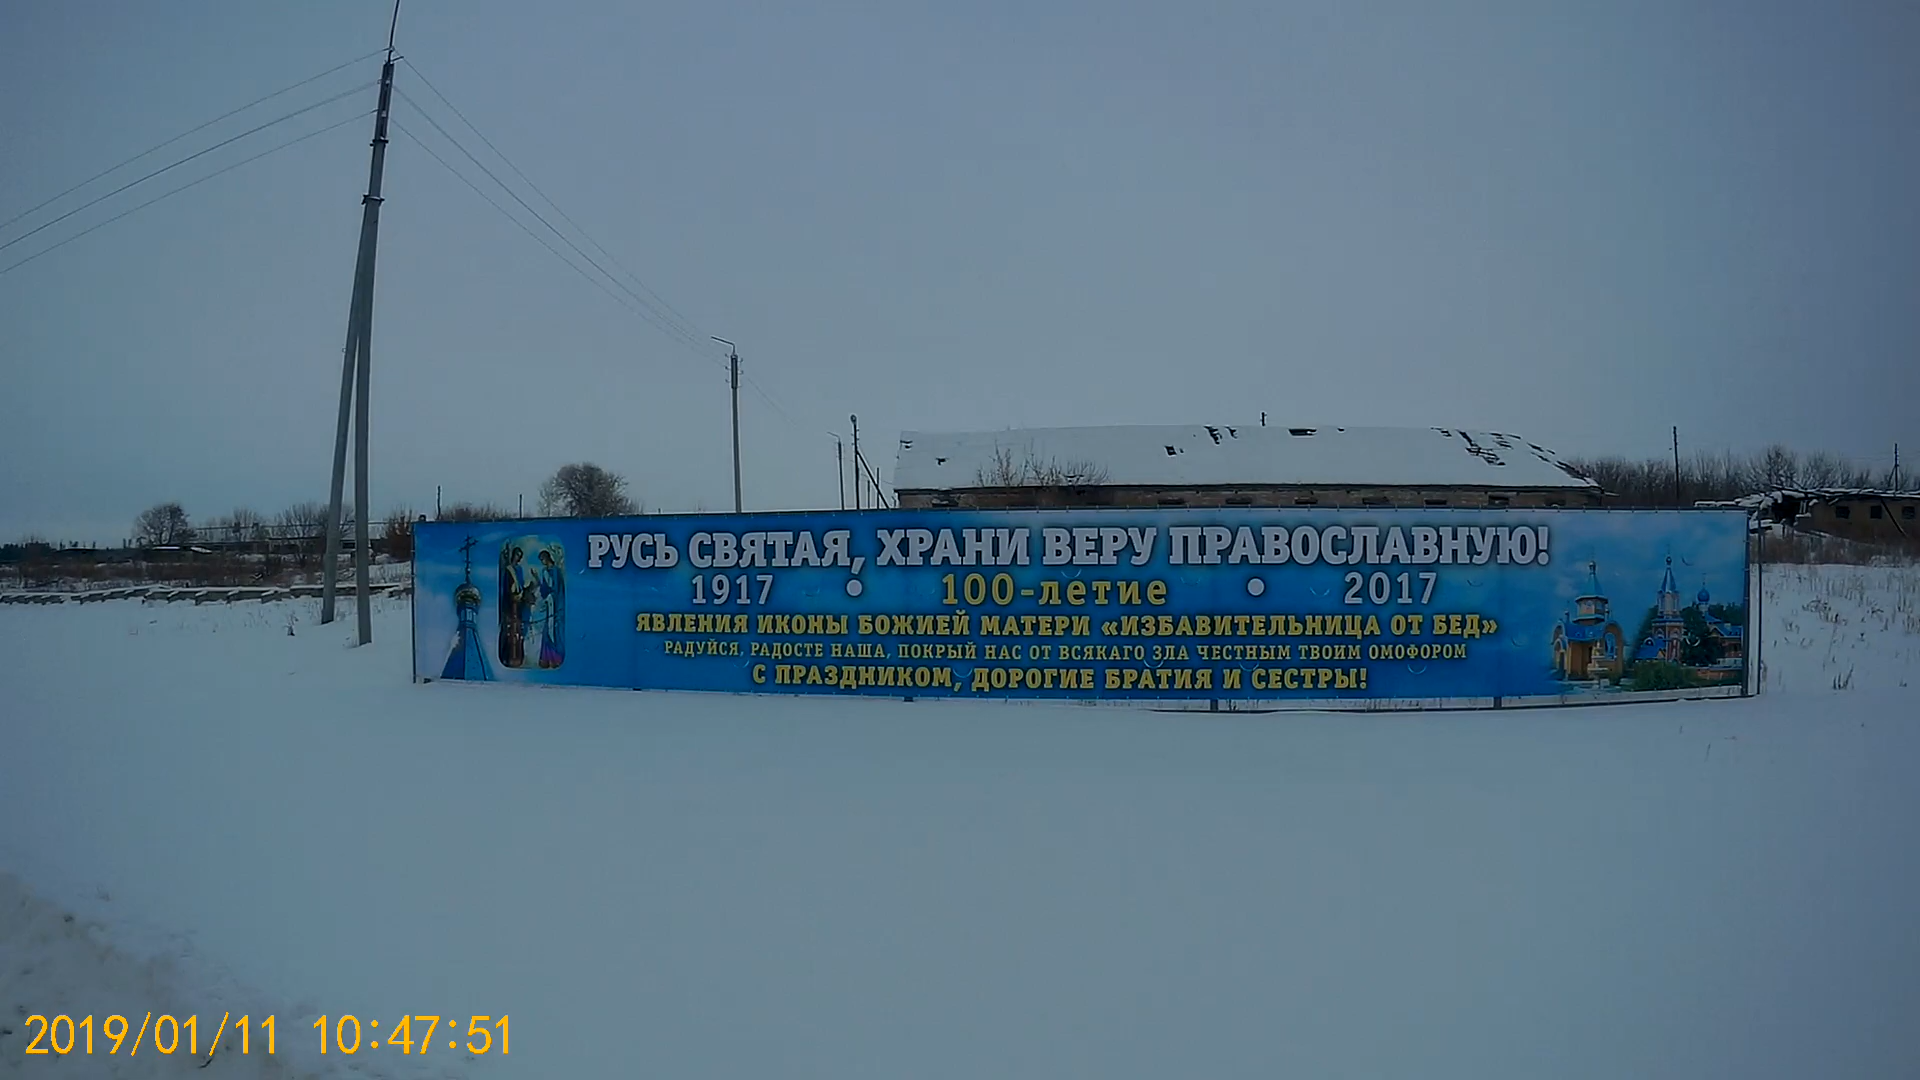 РУСЬ СВЯТАЯ, ХРАНИ ВЕРУ ПРАВОСЛАВНУЮ!
1917 • 100-летие • 2017
ЯВЛЕНИЯ ИКОНЫ БОЖИЕЙ МАТЕРИ «ИЗБАВИТЕЛЬНИЦА ОТ БЕД»
РАДУЙСЯ, РАДОСТЕ НАША, ПОКРЫЙ НАС ОТ ВСЯКАГО ЗЛА ЧЕСТНЫМ ТВОИМ ОМОФОРОМ
С ПРАЗДНИКОМ, ДОРОГИЕ БРАТИЯ И СЕСТРЫ!
2019/01/11 10:47:51